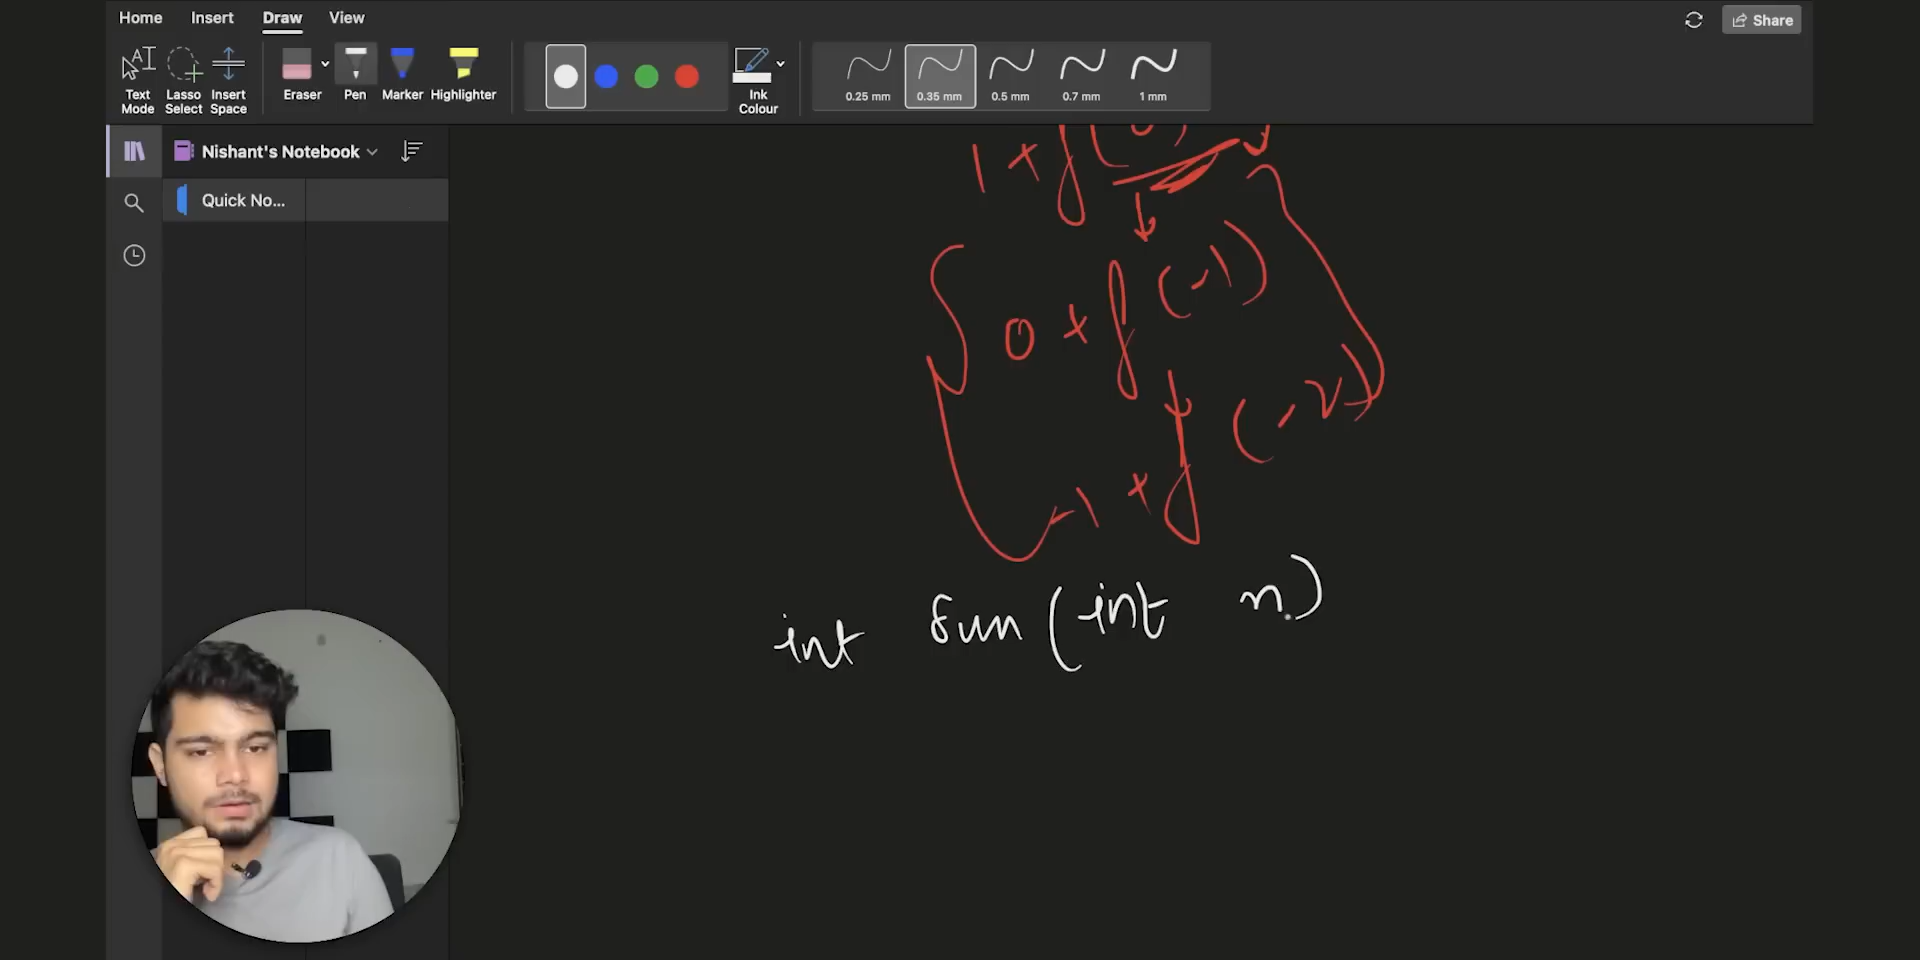 Home Insert Draw View
Share
Text Mode
Lasso Select
Insert Space
Eraser
Pen
Marker
Highlighter
Ink Colour
0.25 mm
0.35 mm
0.5 mm
0.7 mm
1 mm
Nishant's Notebook
Quick No...
1 + f(0)
0 + f(-1)
-1 + f(-2)
int fun(int n)